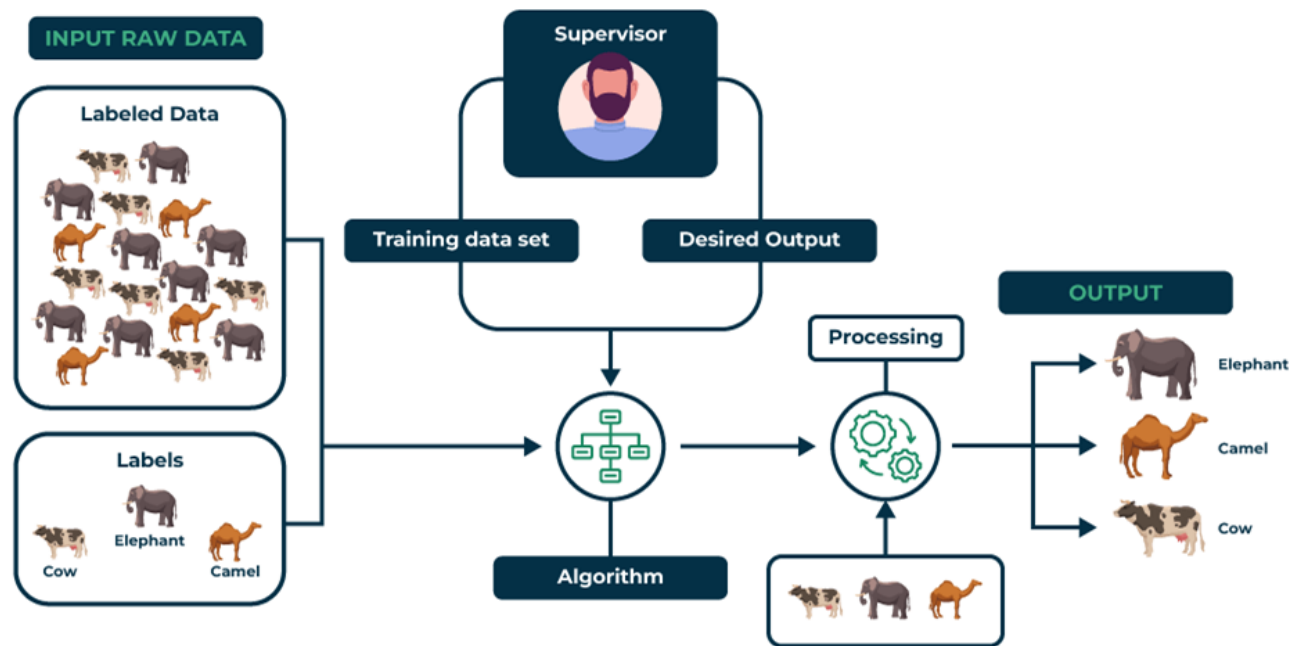 INPUT RAW DATA
Labeled Data
Labels
Elephant
Cow
Camel
Supervisor
Training data set
Desired Output
Algorithm
Processing
OUTPUT
Elephant
Camel
Cow